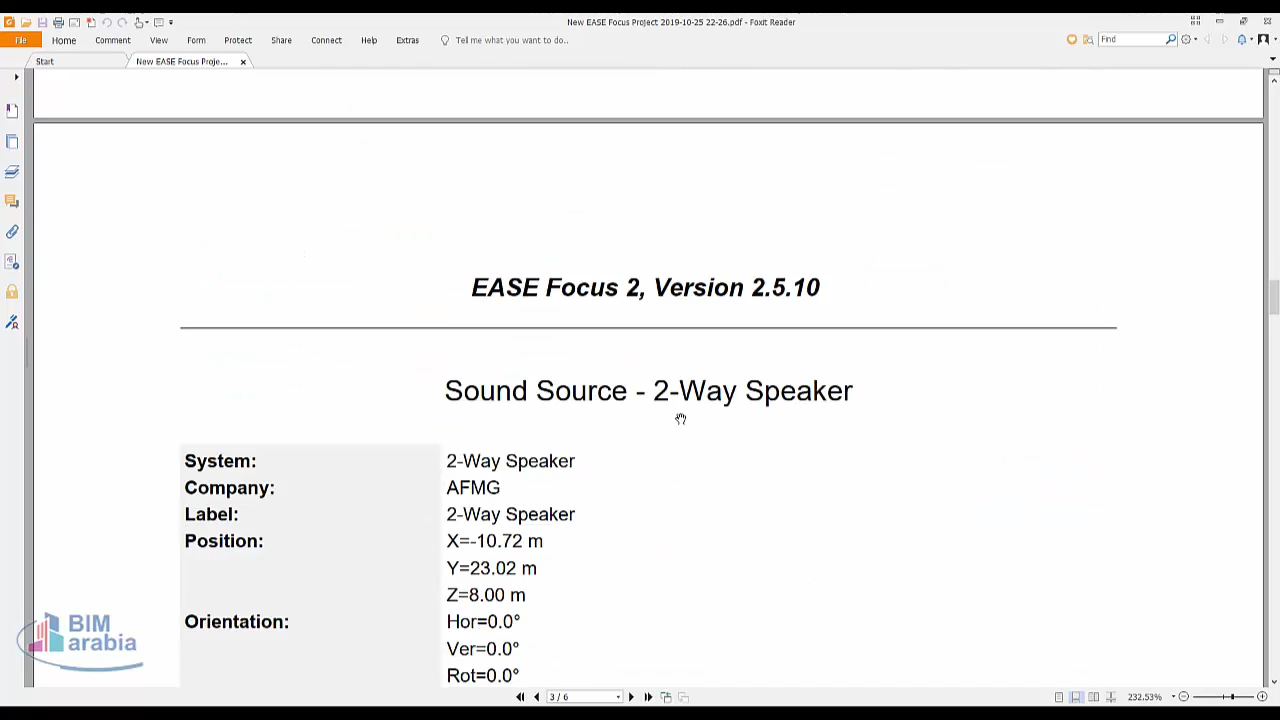 New EASE Focus Project 2019-10-25 22-26.pdf - Foxit Reader
File Home Comment View Form Protect Share Connect Help Extras Tell me what you want to do.. Find
Start New EASE Focus Proje...
EASE Focus 2, Version 2.5.10
Sound Source - 2-Way Speaker
System: 2-Way Speaker
Company: AFMG
Label: 2-Way Speaker
Position: X=-10.72 m
Y=23.02 m
Z=8.00 m
Orientation: Hor=0.0°
Ver=0.0°
Rot=0.0°
BIM
arabia
3 / 6 232.53%